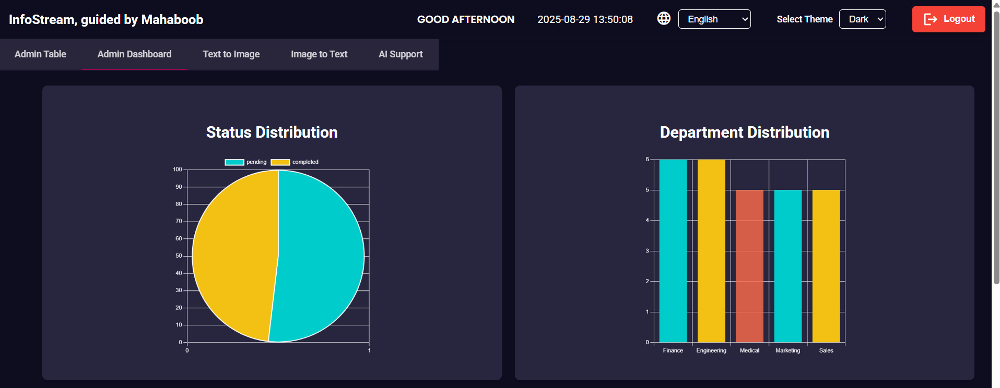 InfoStream, guided by Mahaboob
GOOD AFTERNOON
2025-08-29 13:50:08
English
Select Theme
Dark
Logout
Admin Table
Admin Dashboard
Text to Image
Image to Text
AI Support
Status Distribution
pending
completed
100
90
80
70
60
50
40
30
20
10
0
0
1
Department Distribution
6
5
4
3
2
1
0
Finance
Engineering
Medical
Marketing
Sales